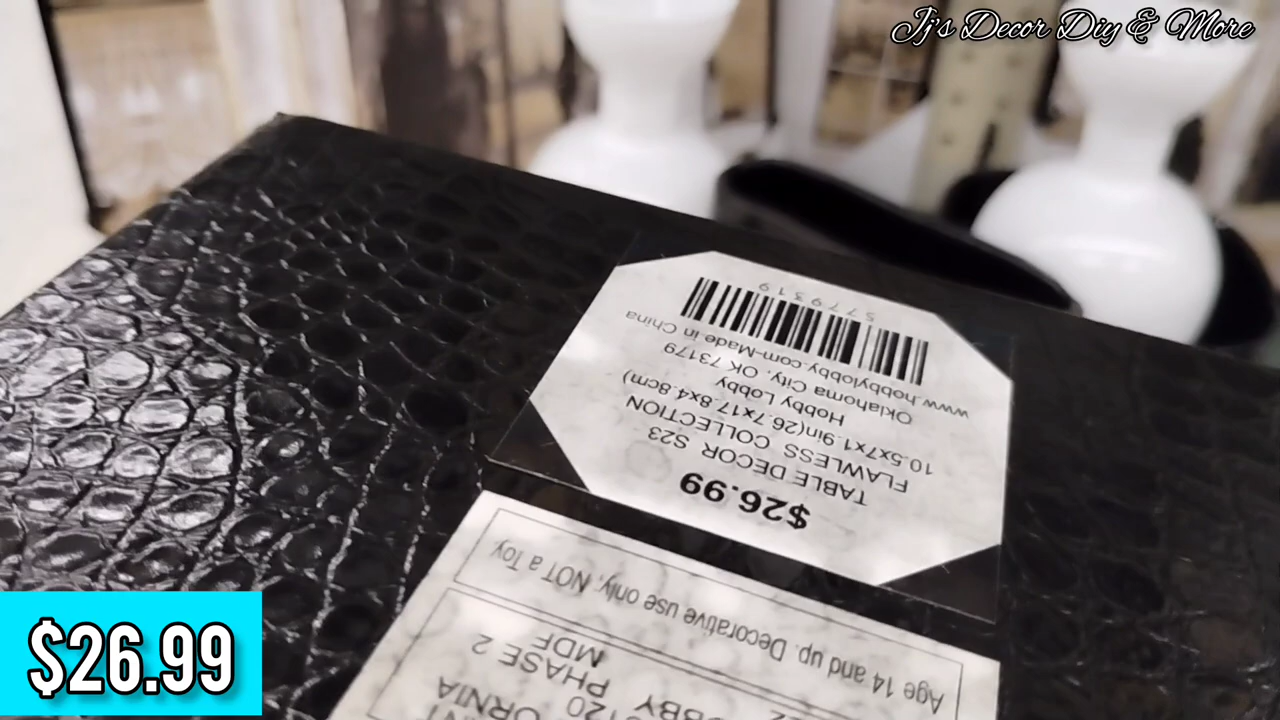 Jj's Decor Diy & More
$26.99
TABLE DECOR S23
FLAWLESS COLLECTION
10.5x7x1.9in(26.7x17.8x4.8cm)
Hobby Lobby
Oklahoma City, OK 73179
www.hobbylobby.com-Made in China
5779319
Age 14 and up. Decorative use only, NOT a Toy.
PHASE 2
MDF
$26.99